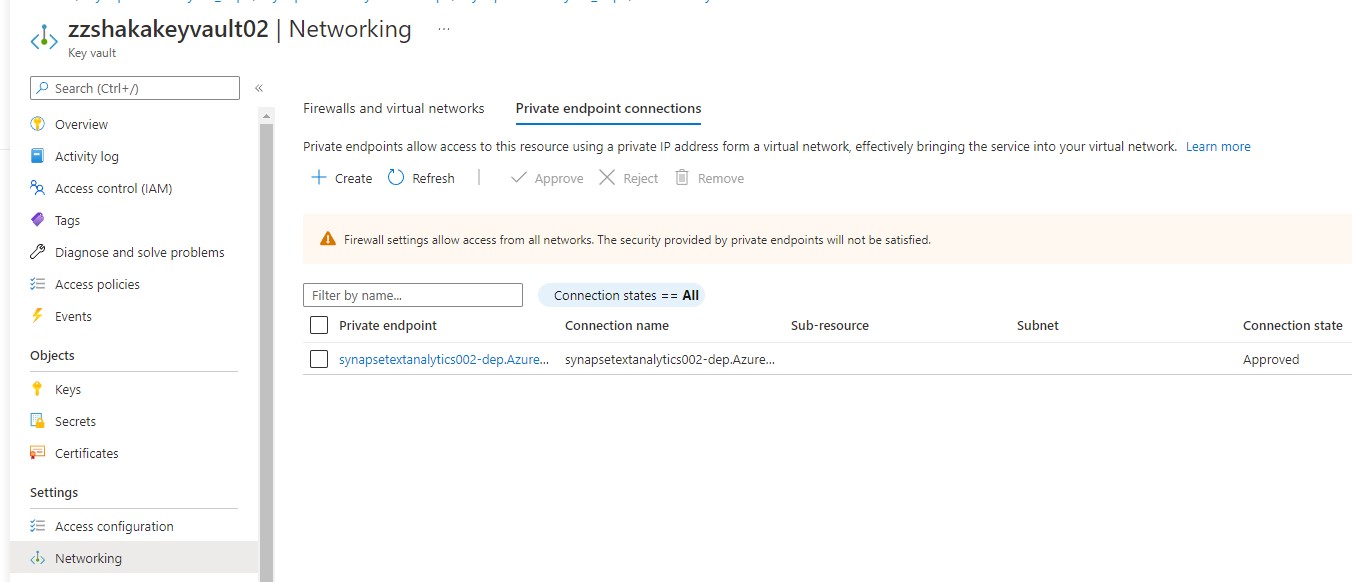 zzshakakeyvault02 | Networking ...
Key vault
Search (Ctrl+/)
«
Overview
Activity log
Access control (IAM)
Tags
Diagnose and solve problems
Access policies
Events
Objects
Keys
Secrets
Certificates
Settings
Access configuration
Networking
Firewalls and virtual networks Private endpoint connections
Private endpoints allow access to this resource using a private IP address form a virtual network, effectively bringing the service into your virtual network. Learn more
Create Refresh Approve Reject Remove
Firewall settings allow access from all networks. The security provided by private endpoints will not be satisfied.
Filter by name... Connection states == All
Private endpoint Connection name Sub-resource Subnet Connection state
synapsetextanalytics002-dep.Azure... synapsetextanalytics002-dep.Azure... Approved